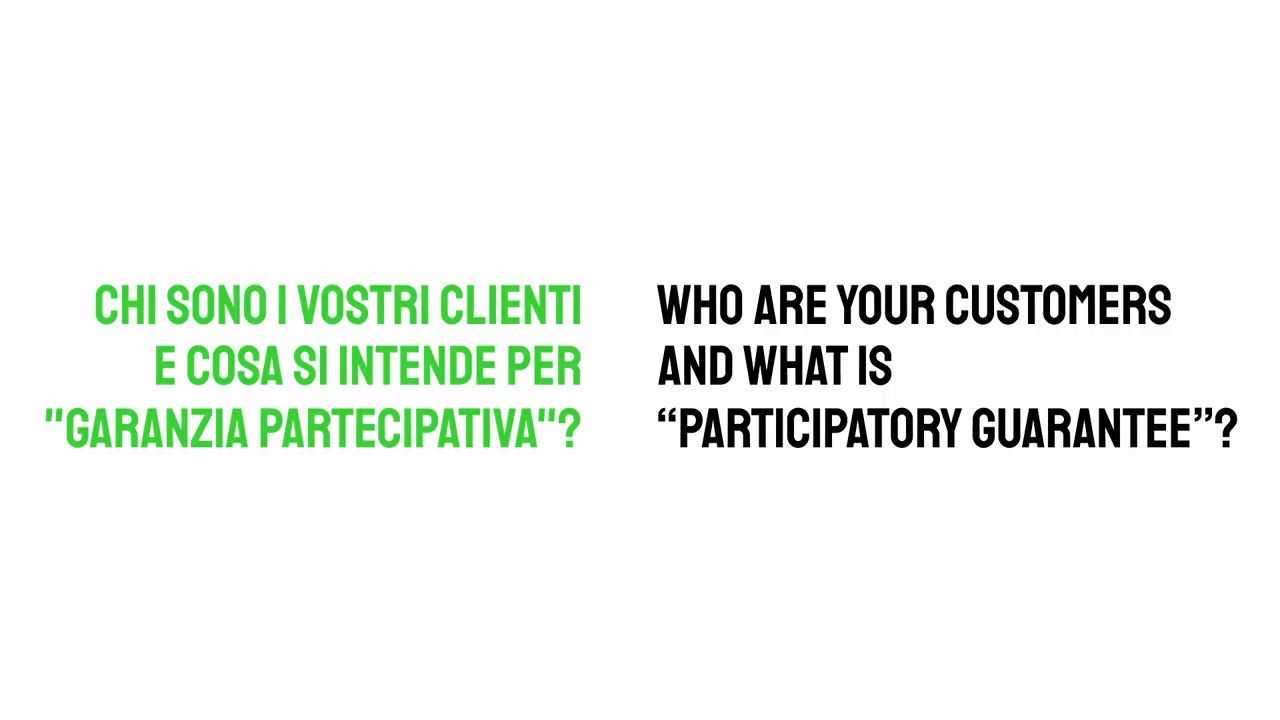 CHI SONO I VOSTRI CLIENTI
E COSA SI INTENDE PER
"GARANZIA PARTECIPATIVA"?
WHO ARE YOUR CUSTOMERS
AND WHAT IS
“PARTICIPATORY GUARANTEE”?